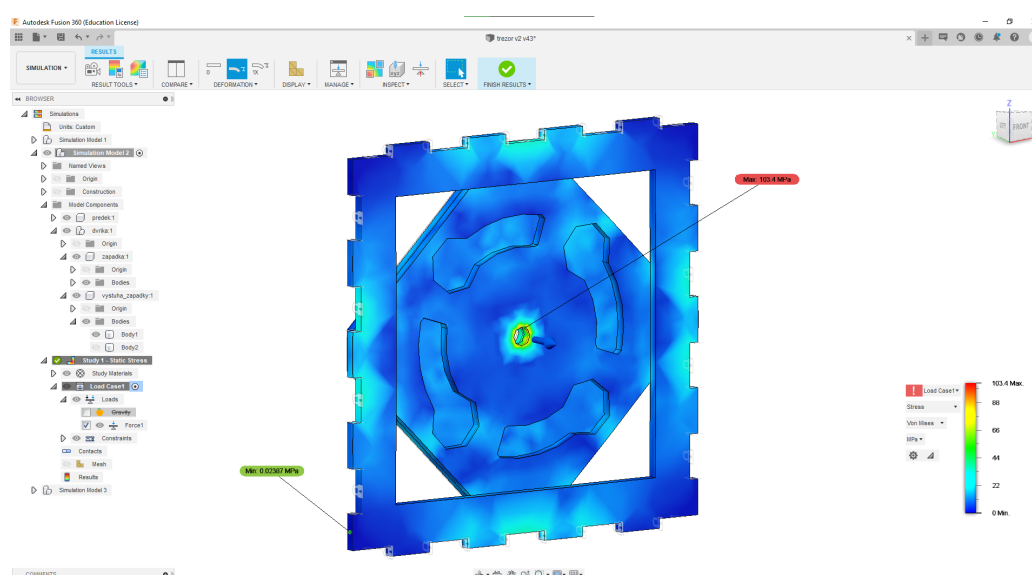 Autodesk Fusion 360 (Education License)
trezor v2 v43*
RESULTS
SIMULATION
RESULT TOOLS
COMPARE
DEFORMATION
DISPLAY
MANAGE
INSPECT
SELECT
FINISH RESULTS
BROWSER
Simulations
Units: Custom
Simulation Model 1
Simulation Model 2
Named Views
Origin
Construction
Model Components
predek:1
dvrika:1
Origin
zapadka:1
Origin
Bodies
vystuha_zapadky:1
Origin
Bodies
Body1
Body2
Study 1 - Static Stress
Study Materials
Load Case1
Loads
Gravity
Force1
Constraints
Contacts
Mesh
Results
Simulation Model 3
COMMENTS
Max: 103.4 MPa
Min: 0.02387 MPa
Z
FRONT
Load Case1
Stress
Von Mises
MPa
103.4 Max.
88
66
44
22
0 Min.